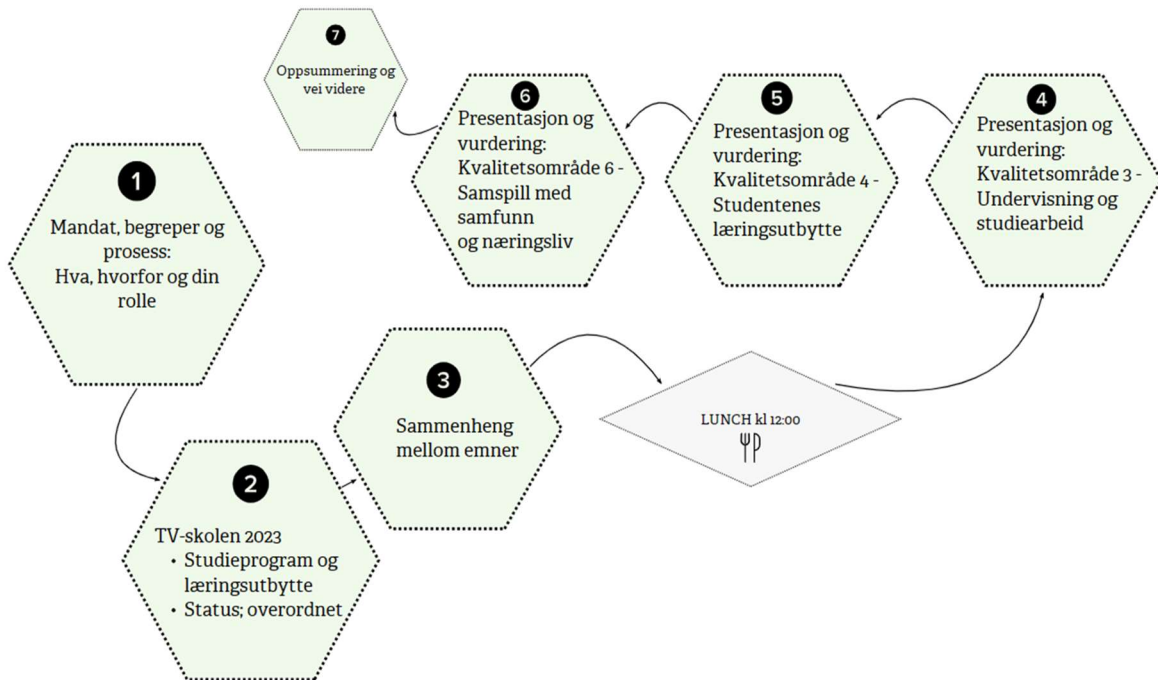 1
Mandat, begreper og
prosess:
Hva, hvorfor og din
rolle
2
TV-skolen 2023
• Studieprogram og
læringsutbytte
• Status; overordnet
3
Sammenheng
mellom emner
LUNCH kl 12:00
4
Presentasjon og
vurdering:
Kvalitetsområde 3 -
Undervisning og
studiearbeid
5
Presentasjon og
vurdering:
Kvalitetsområde 4 -
Studentenes
læringsutbytte
6
Presentasjon og
vurdering:
Kvalitetsområde 6 -
Samspill med
samfunn
og næringsliv
7
Oppsummering og
vei videre